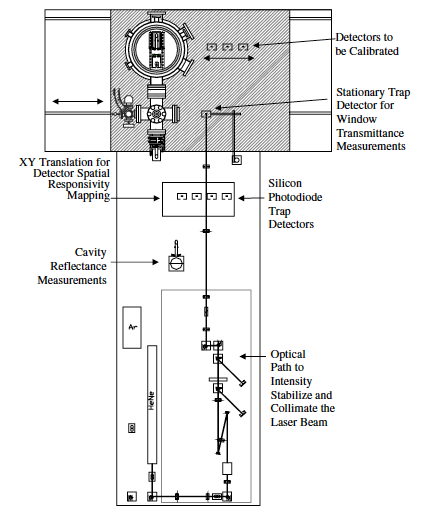 Detectors to
be Calibrated
Stationary Trap
Detector for
Window
Transmittance
Measurements
XY Translation for
Detector Spatial
Responsivity
Mapping
Silicon
Photodiode
Trap
Detectors
Cavity
Reflectance
Measurements
Ar
HeNe
Optical
Path to
Intensity
Stabilize and
Collimate the
Laser Beam